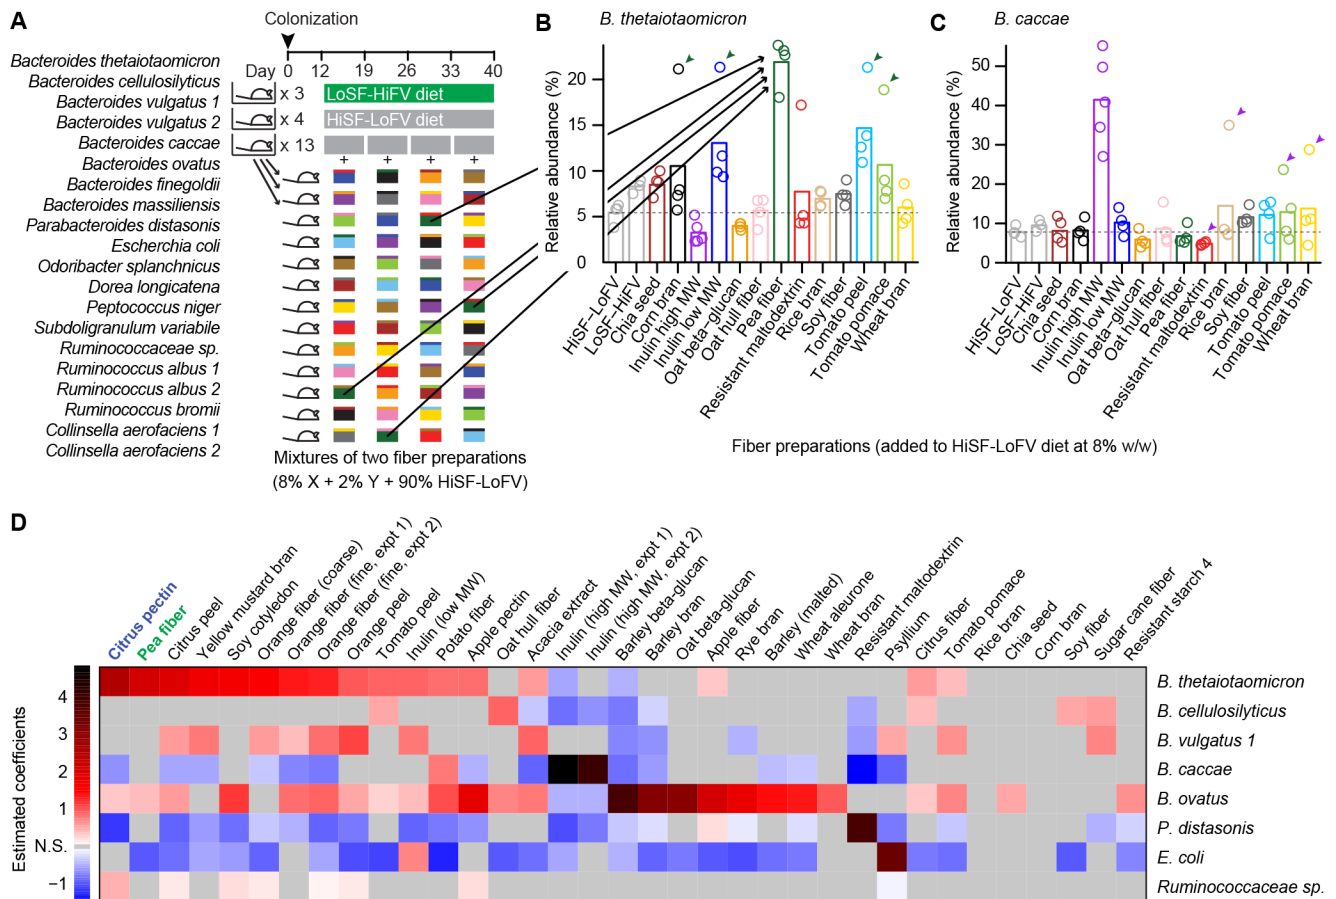 A
Colonization
Day
0 12 19 26 33 40
Bacteroides thetaiotaomicron
Bacteroides cellulosilyticus
Bacteroides vulgatus 1
Bacteroides vulgatus 2
Bacteroides caccae
Bacteroides ovatus
Bacteroides finegoldii
Bacteroides massiliensis
Parabacteroides distasonis
Escherichia coli
Odoribacter splanchnicus
Dorea longicatena
Peptococcus niger
Subdoligranulum variabile
Ruminococcaceae sp.
Ruminococcus albus 1
Ruminococcus albus 2
Ruminococcus bromii
Collinsella aerofaciens 1
Collinsella aerofaciens 2
x 3
LoSF-HiFV diet
x 4
HiSF-LoFV diet
x 13
+ + + +
Mixtures of two fiber preparations
(8% X + 2% Y + 90% HiSF-LoFV)
B
B. thetaiotaomicron
Relative abundance (%)
20
15
10
5
0
HiSF-LoFV
LoSF-HiFV
Chia seed
Corn bran
Inulin high MW
Inulin low MW
Oat beta-glucan
Oat hull fiber
Pea fiber
Resistant maltodextrin
Rice bran
Soy fiber
Tomato peel
Tomato pomace
Wheat bran
C
B. caccae
Relative abundance (%)
50
40
30
20
10
0
HiSF-LoFV
LoSF-HiFV
Chia seed
Corn bran
Inulin high MW
Inulin low MW
Oat beta-glucan
Oat hull fiber
Pea fiber
Resistant maltodextrin
Rice bran
Soy fiber
Tomato peel
Tomato pomace
Wheat bran
Fiber preparations (added to HiSF-LoFV diet at 8% w/w)
D
Citrus pectin
Pea fiber
Citrus peel
Yellow mustard bran
Soy cotyledon
Orange fiber (coarse)
Orange fiber (fine, expt 1)
Orange fiber (fine, expt 2)
Orange peel
Tomato peel
Inulin (low MW)
Potato fiber
Apple pectin
Oat hull fiber
Acacia extract
Inulin (high MW, expt 1)
Inulin (high MW, expt 2)
Barley beta-glucan
Barley bran
Oat beta-glucan
Apple fiber
Rye bran
Barley (malted)
Wheat aleurone
Wheat bran
Resistant maltodextrin
Psyllium
Citrus fiber
Tomato pomace
Rice bran
Chia seed
Corn bran
Soy fiber
Sugar cane fiber
Resistant starch 4
Estimated coefficients
4
3
2
1
N.S.
−1
B. thetaiotaomicron
B. cellulosilyticus
B. vulgatus 1
B. caccae
B. ovatus
P. distasonis
E. coli
Ruminococcaceae sp.